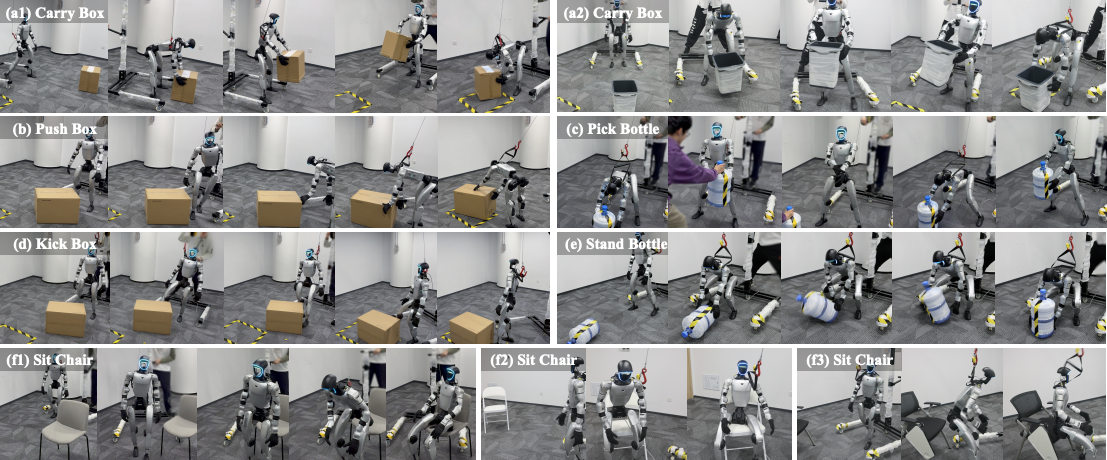 (a1) Carry Box
(a2) Carry Box
(b) Push Box
(c) Pick Bottle
(d) Kick Box
(e) Stand Bottle
(f1) Sit Chair
(f2) Sit Chair
(f3) Sit Chair